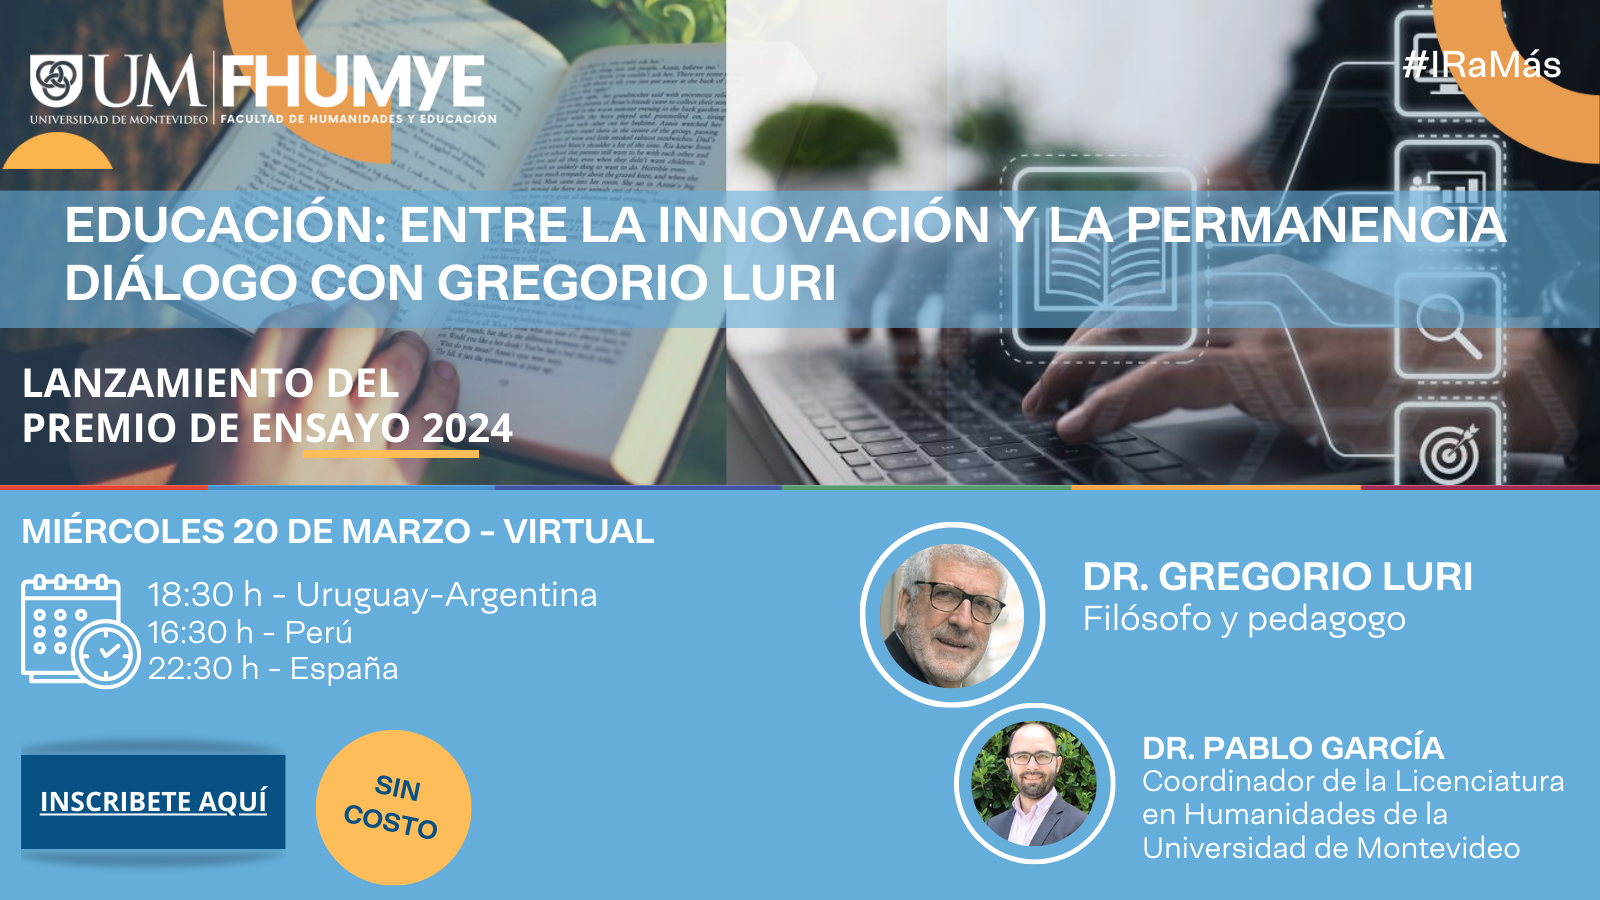 UM
UNIVERSIDAD DE MONTEVIDEO
FHUMYE
FACULTAD DE HUMANIDADES Y EDUCACIÓN
#IRaMás
EDUCACIÓN: ENTRE LA INNOVACIÓN Y LA PERMANENCIA
DIÁLOGO CON GREGORIO LURI
LANZAMIENTO DEL
PREMIO DE ENSAYO 2024
MIÉRCOLES 20 DE MARZO - VIRTUAL
18:30 h - Uruguay-Argentina
16:30 h - Perú
22:30 h - España
INSCRIBETE AQUÍ
SIN
COSTO
DR. GREGORIO LURI
Filósofo y pedagogo
DR. PABLO GARCÍA
Coordinador de la Licenciatura
en Humanidades de la
Universidad de Montevideo